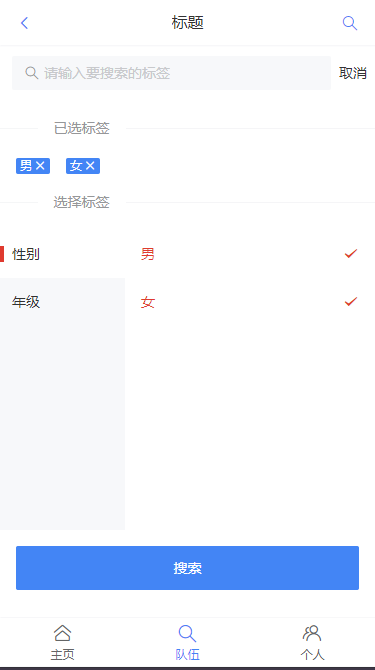 标题
请输入要搜索的标签 取消
已选标签
男 女
选择标签
性别 男
年级 女
搜索
主页 队伍 个人